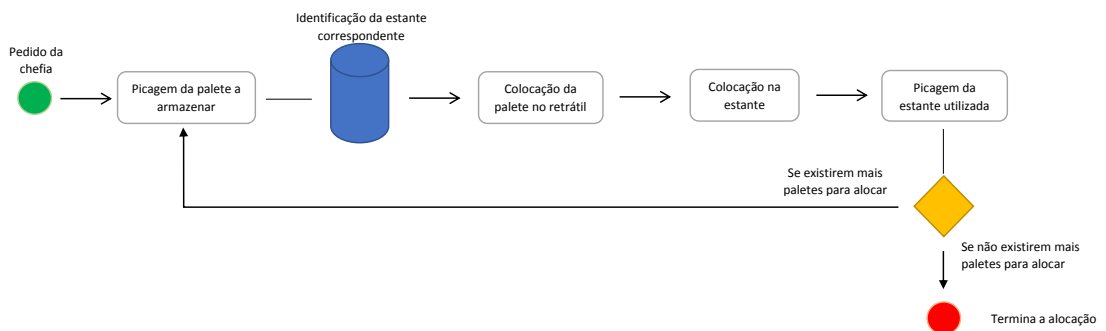 Identificação da estante
correspondente
Pedido da
chefia
Picagem da palete a
armazenar
Colocação da
palete no retrátil
Colocação na
estante
Picagem da
estante utilizada
Se existirem mais
paletes para alocar
Se não existirem mais
paletes para alocar
Termina a alocação